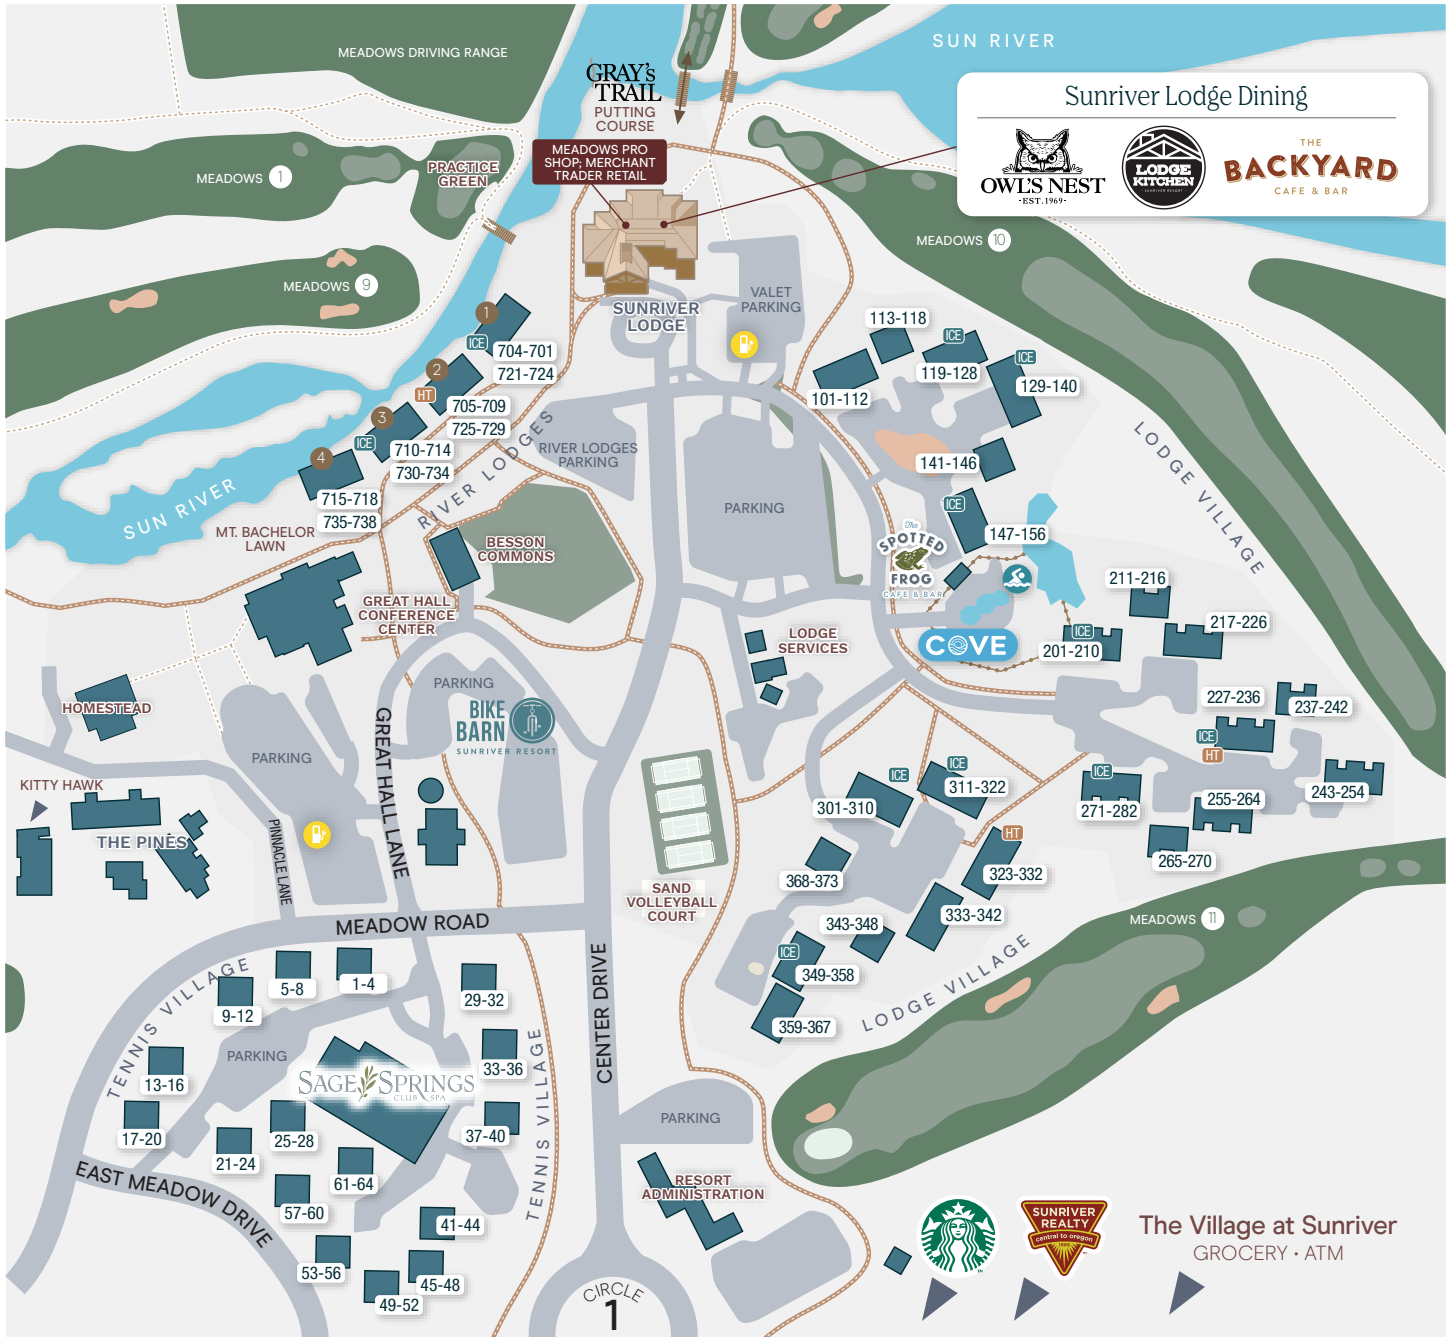 MEADOWS DRIVING RANGE
SUN RIVER
GRAY's
TRAIL
PUTTING
COURSE
MEADOWS PRO
SHOP; MERCHANT
TRADER RETAIL
Sunriver Lodge Dining
OWL'S NEST
·EST.1969·
LODGE
KITCHEN
SUNRIVER RESORT
THE
BACKYARD
CAFE & BAR
MEADOWS 1
PRACTICE
GREEN
MEADOWS 9
MEADOWS 10
SUNRIVER
LODGE
VALET
PARKING
1
ICE
704-701
721-724
2
HT
705-709
725-729
3
ICE
710-714
730-734
4
715-718
735-738
RIVER LODGES
RIVER LODGES
PARKING
SUN RIVER
MT. BACHELOR
LAWN
113-118
ICE
119-128
ICE
129-140
101-112
141-146
ICE
147-156
LODGE VILLAGE
PARKING
BESSON
COMMONS
GREAT HALL
CONFERENCE
CENTER
The
SPOTTED
FROG
CAFE & BAR
COVE
LODGE
SERVICES
211-216
217-226
ICE
201-210
227-236
237-242
ICE
HT
243-254
ICE
271-282
255-264
265-270
HOMESTEAD
PARKING
PARKING
BIKE
BARN
SUNRIVER RESORT
GREAT HALL LANE
KITTY HAWK
THE PINES
PINNACLE LANE
ICE
301-310
ICE
311-322
HT
323-332
368-373
333-342
343-348
ICE
349-358
359-367
LODGE VILLAGE
SAND
VOLLEYBALL
COURT
MEADOWS 11
MEADOW ROAD
CENTER DRIVE
TENNIS VILLAGE
5-8
1-4
9-12
29-32
PARKING
13-16
33-36
SAGE SPRINGS
CLUB SPA
TENNIS VILLAGE
17-20
25-28
37-40
21-24
61-64
57-60
41-44
53-56
45-48
49-52
EAST MEADOW DRIVE
PARKING
RESORT
ADMINISTRATION
CIRCLE
1
SUNRIVER
REALTY
central to oregon
The Village at Sunriver
GROCERY · ATM